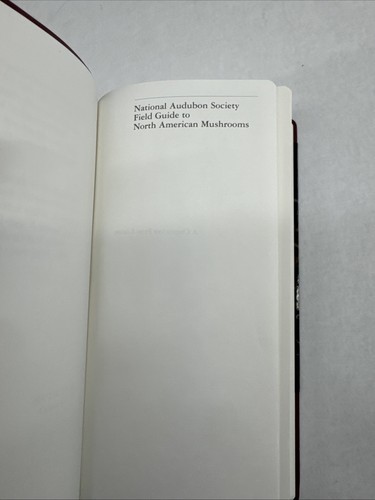 National Audubon Society
Field Guide to
North American Mushrooms